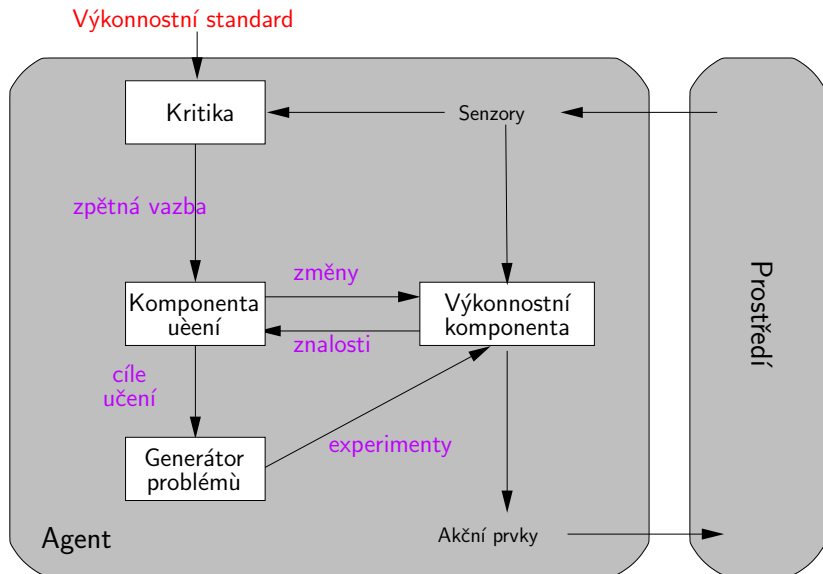 Výkonnostní standard
Kritika
Senzory
zpětná vazba
změny
Komponenta
uèení
Výkonnostní
komponenta
znalosti
Prostředí
cíle
učení
experimenty
Generátor
problémù
Agent
Akční prvky